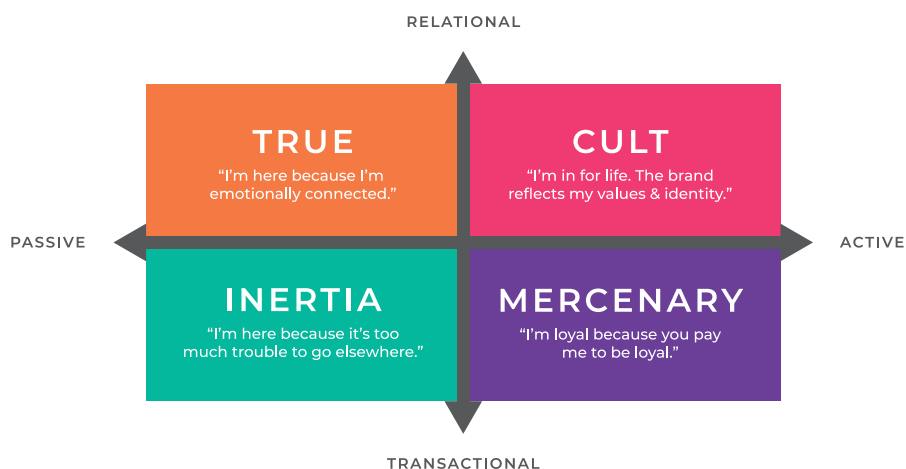 RELATIONAL
TRUE
“I’m here because I’m
emotionally connected.”
CULT
“I’m in for life. The brand
reflects my values & identity.”
PASSIVE
ACTIVE
INERTIA
“I’m here because it’s too
much trouble to go elsewhere.”
MERCENARY
“I’m loyal because you pay
me to be loyal.”
TRANSACTIONAL